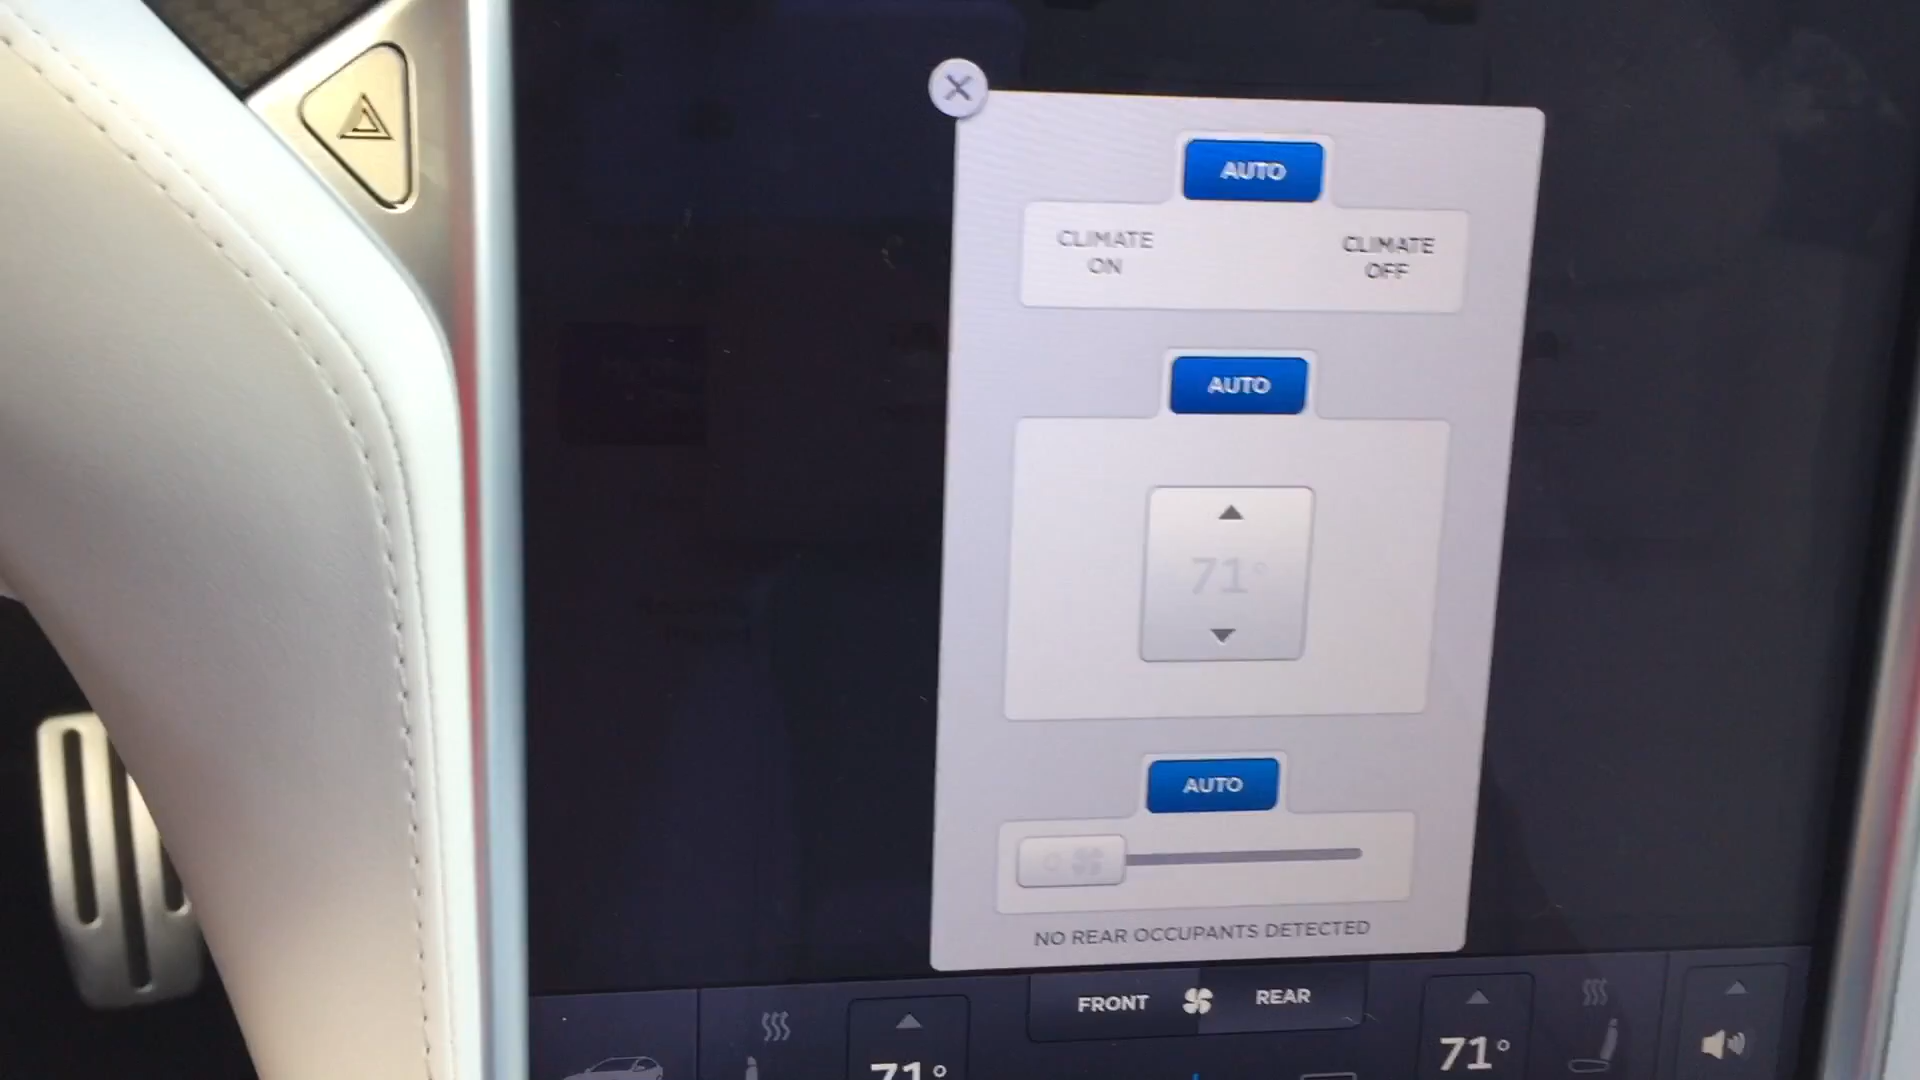 AUTO
CLIMATE ON
CLIMATE OFF
AUTO
71°
AUTO
NO REAR OCCUPANTS DETECTED
FRONT REAR
71°
71°